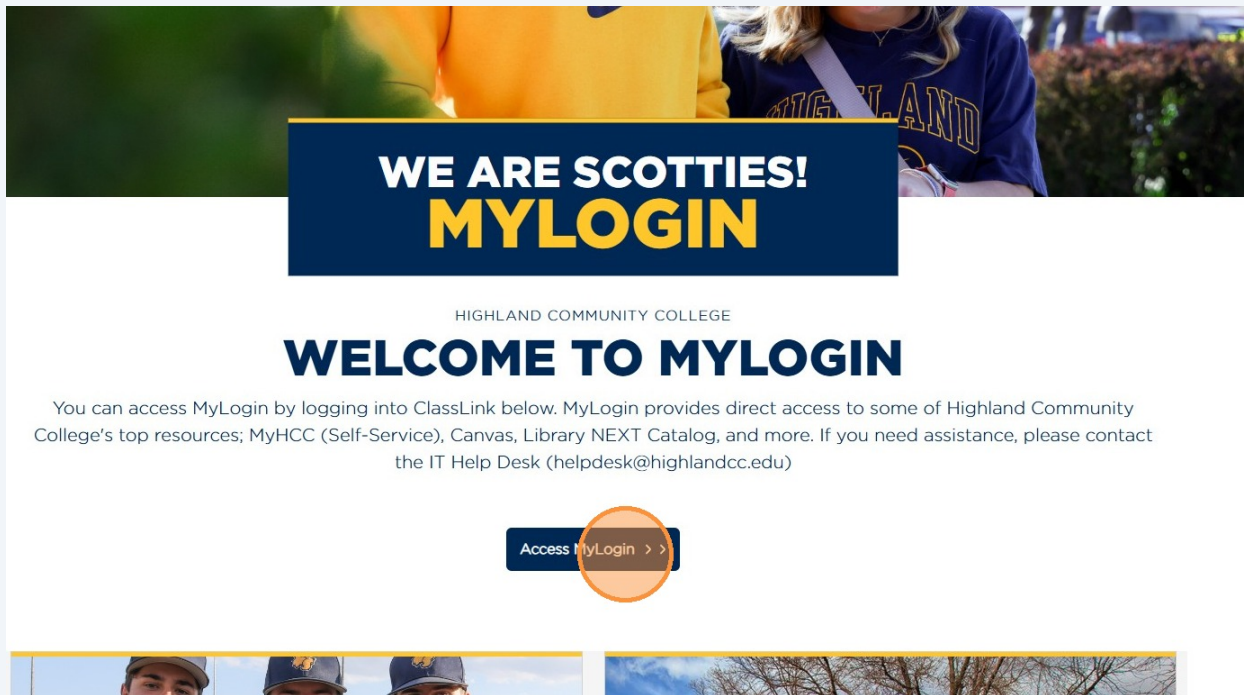 HIGHLAND
WE ARE SCOTTIES!
MYLOGIN
HIGHLAND COMMUNITY COLLEGE
WELCOME TO MYLOGIN
You can access MyLogin by logging into ClassLink below. MyLogin provides direct access to some of Highland Community
College's top resources; MyHCC (Self-Service), Canvas, Library NEXT Catalog, and more. If you need assistance, please contact
the IT Help Desk (helpdesk@highlandcc.edu)
Access MyLogin >>